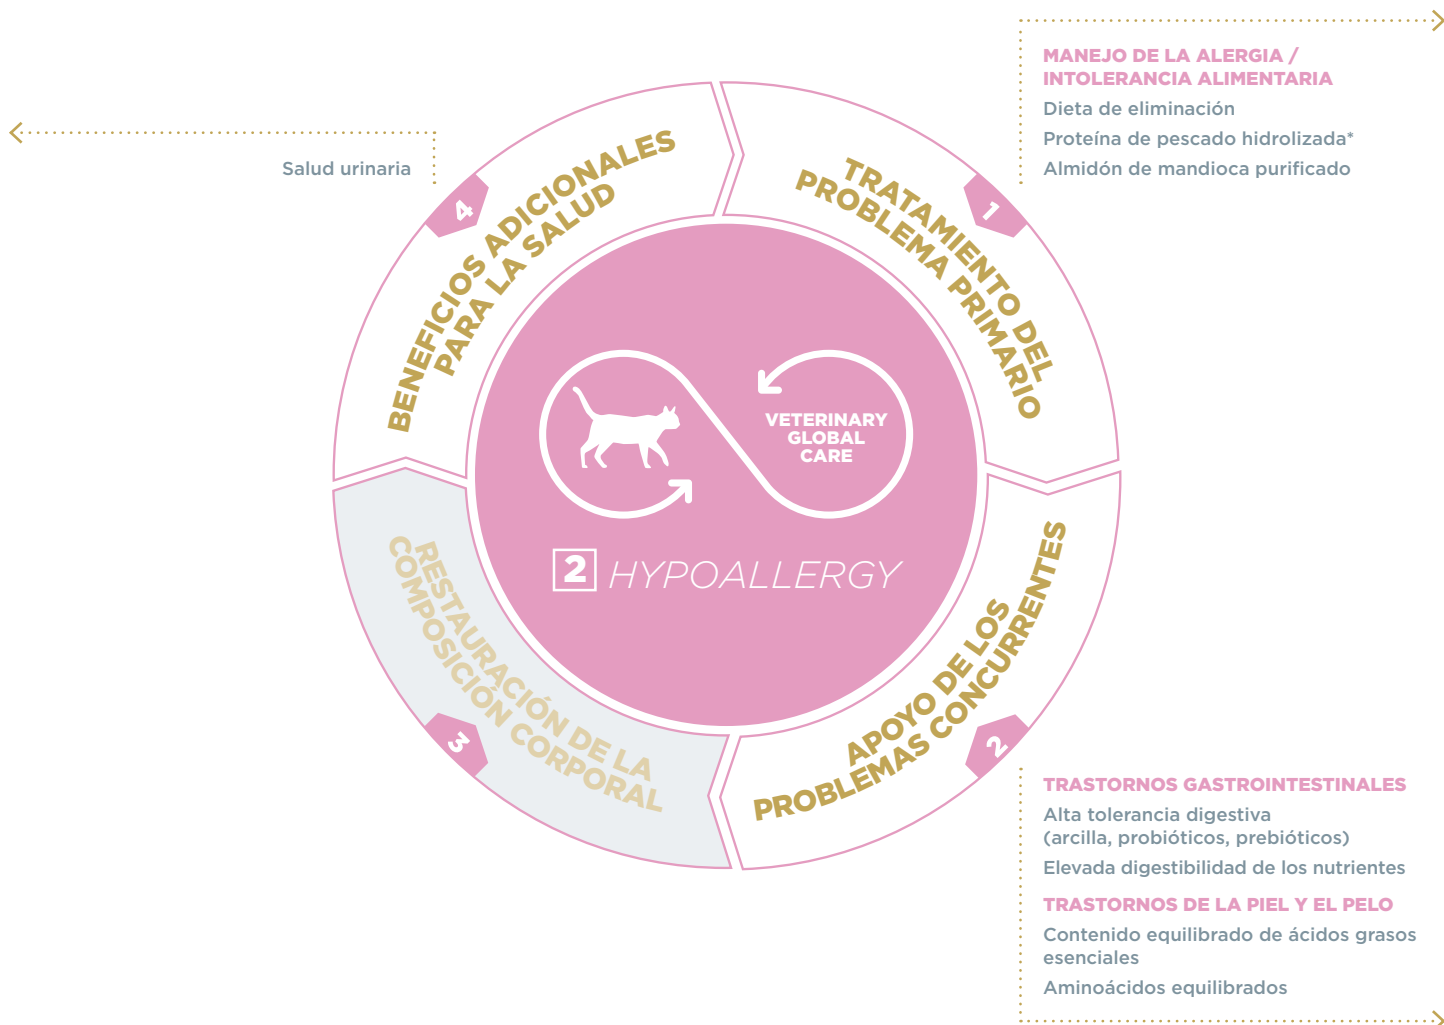 MANEJO DE LA ALERGIA /
INTOLERANCIA ALIMENTARIA
Dieta de eliminación
Proteína de pescado hidrolizada*
Almidón de mandioca purificado
Salud urinaria
4
BENEFICIOS ADICIONALES
PARA LA SALUD
1
TRATAMIENTO DEL
PROBLEMA PRIMARIO
VETERINARY
GLOBAL
CARE
2 HYPOALLERGY
3
RESTAURACIÓN DE LA
COMPOSICIÓN CORPORAL
2
APOYO DE LOS
PROBLEMAS CONCURRENTES
TRASTORNOS GASTROINTESTINALES
Alta tolerancia digestiva
(arcilla, probióticos, prebióticos)
Elevada digestibilidad de los nutrientes
TRASTORNOS DE LA PIEL Y EL PELO
Contenido equilibrado de ácidos grasos
esenciales
Aminoácidos equilibrados